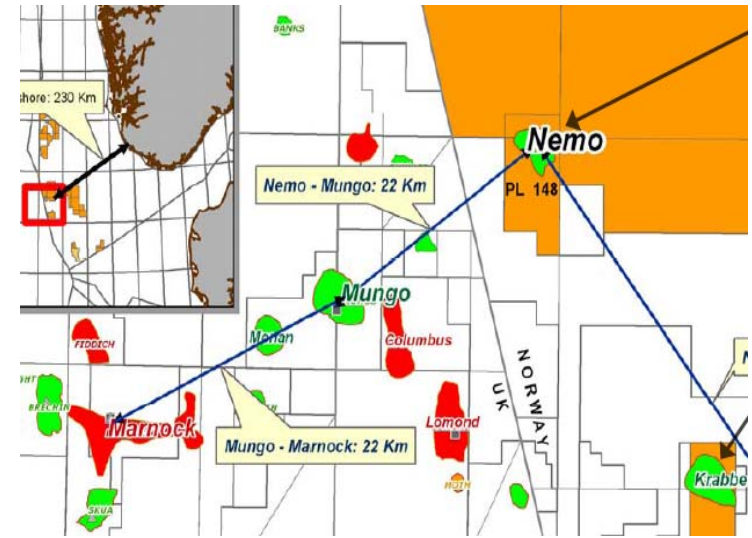 BANKS
shore: 230 Km
Nemo
Nemo - Mungo: 22 Km
PL 148
Mungo
Monan
Columbus
FIDDICH
NORWAY
UK
BRECHIN
Marnock
Lomond
Mungo - Marnock: 22 Km
Krabbe
MOTH
SKUA